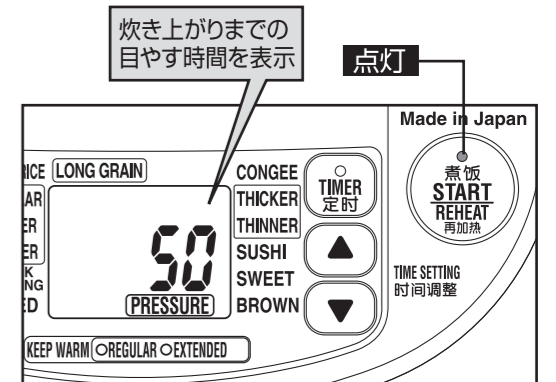 炊き上がりまでの
目やす時間を表示
点灯
Made in Japan
RICE LONG GRAIN
CONGEE
THICKER
THINNER
SUSHI
SWEET
BROWN
50
PRESSURE
TIMER
定时
煮饭
START
REHEAT
再加热
TIME SETTING
时间调整
KEEP WARM REGULAR EXTENDED